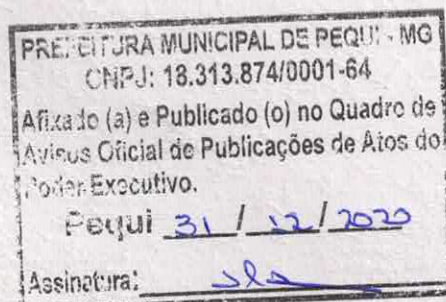 PREFEITURA MUNICIPAL DE PEQUI - MG
CNPJ: 18.313.874/0001-64
Afixado (a) e Publicado (o) no Quadro de
Avisos Oficial de Publicações de Atos do
Poder Executivo.
Pequi 31 / 12 / 2020
Assinatura: